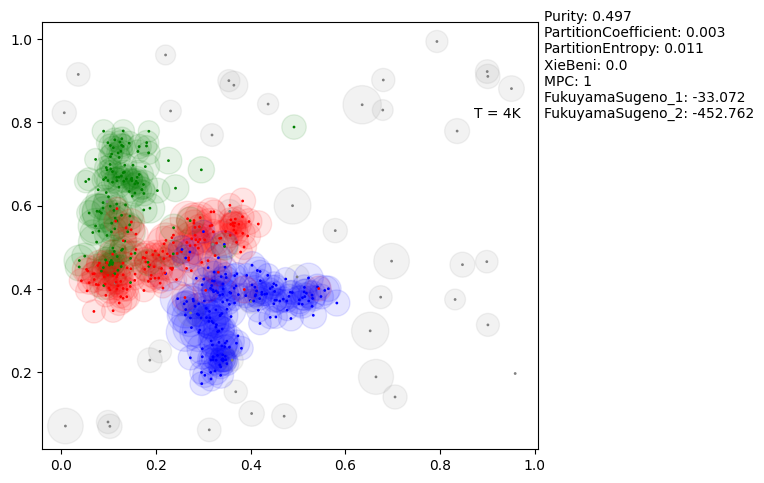 Purity: 0.497
PartitionCoefficient: 0.003
PartitionEntropy: 0.011
XieBeni: 0.0
MPC: 1
FukuyamaSugeno_1: -33.072
FukuyamaSugeno_2: -452.762
T = 4K
1.0
0.8
0.6
0.4
0.2
0.0 0.2 0.4 0.6 0.8 1.0